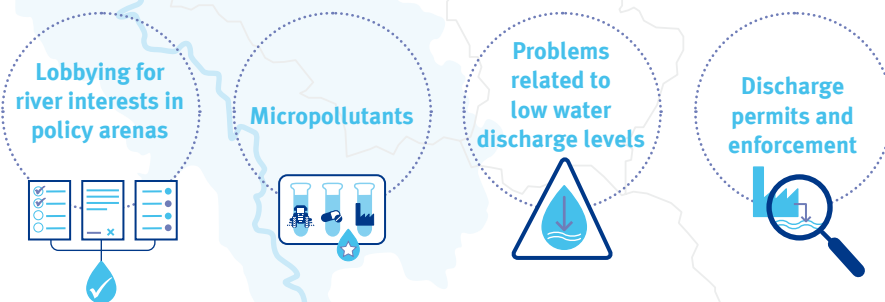 Lobbying for
river interests in
policy arenas
Micropollutants
Problems
related to
low water
discharge levels
Discharge
permits and
enforcement